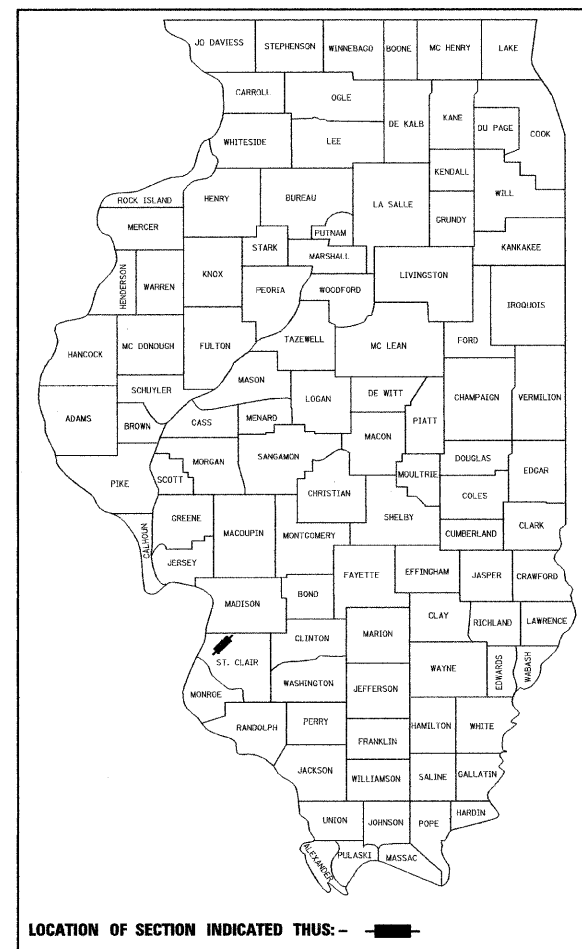 JO DAVIESS STEPHENSON WINNEBAGO BOONE MC HENRY LAKE
CARROLL OGLE DE KALB KANE DU PAGE COOK
WHITESIDE LEE
KENDALL WILL
ROCK ISLAND HENRY BUREAU LA SALLE GRUNDY
MERCER STARK PUTNAM MARSHALL KANKAKEE
HENDERSON WARREN KNOX PEORIA WOODFORD LIVINGSTON IROQUOIS
HANCOCK MC DONOUGH FULTON TAZEWELL MC LEAN FORD
SCHUYLER MASON LOGAN DE WITT CHAMPAIGN VERMILION
ADAMS BROWN CASS MENARD MACON PIATT
PIKE SCOTT MORGAN SANGAMON MOULTRIE DOUGLAS EDGAR
CHRISTIAN COLES
CALHOUN GREENE MACOUPIN MONTGOMERY SHELBY CUMBERLAND CLARK
JERSEY FAYETTE EFFINGHAM JASPER CRAWFORD
MADISON BOND CLAY RICHLAND LAWRENCE
ST. CLAIR CLINTON MARION WAYNE EDWARDS WABASH
MONROE WASHINGTON JEFFERSON
RANDOLPH PERRY FRANKLIN HAMILTON WHITE
JACKSON WILLIAMSON SALINE GALLATIN
UNION JOHNSON POPE HARDIN
ALEXANDER PULASKI MASSAC
LOCATION OF SECTION INDICATED THUS: -